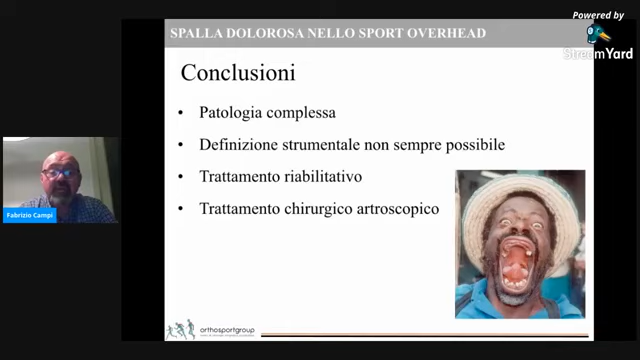 Powered by
StreamYard
SPALLA DOLOROSA NELLO SPORT OVERHEAD
Conclusioni
• Patologia complessa
• Definizione strumentale non sempre possibile
• Trattamento riabilitativo
• Trattamento chirurgico artroscopico
Fabrizio Campi
orthosportgroup